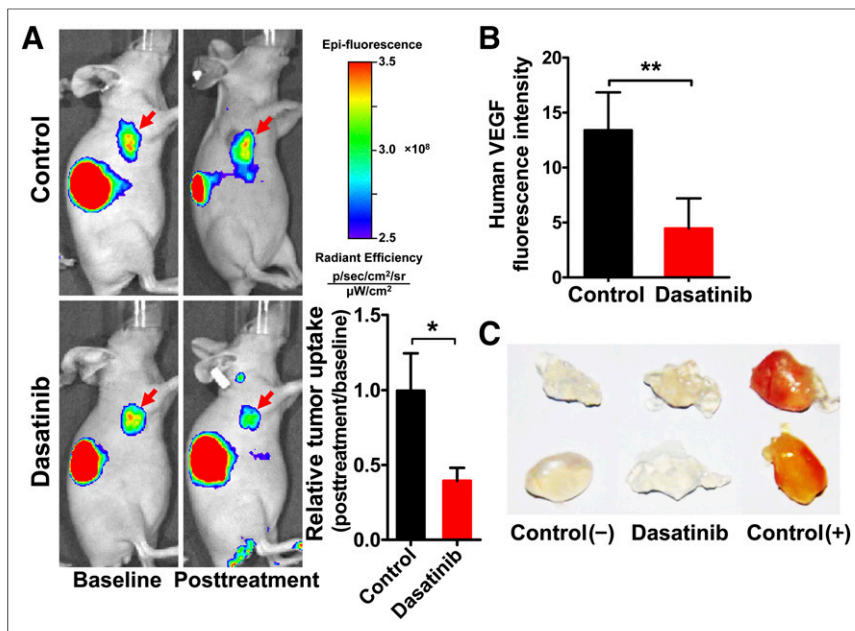 A
Control
Dasatinib
Baseline
Posttreatment
Epi-fluorescence
3.5
3.0
×10⁸
2.5
Radiant Efficiency
p/sec/cm²/sr
µW/cm²
Relative tumor uptake
(posttreatment/baseline)
1.5
1.0
0.5
0.0
*
Control
Dasatinib
B
Human VEGF
fluorescence intensity
20
15
10
5
0
**
Control
Dasatinib
C
Control(−)
Dasatinib
Control(+)